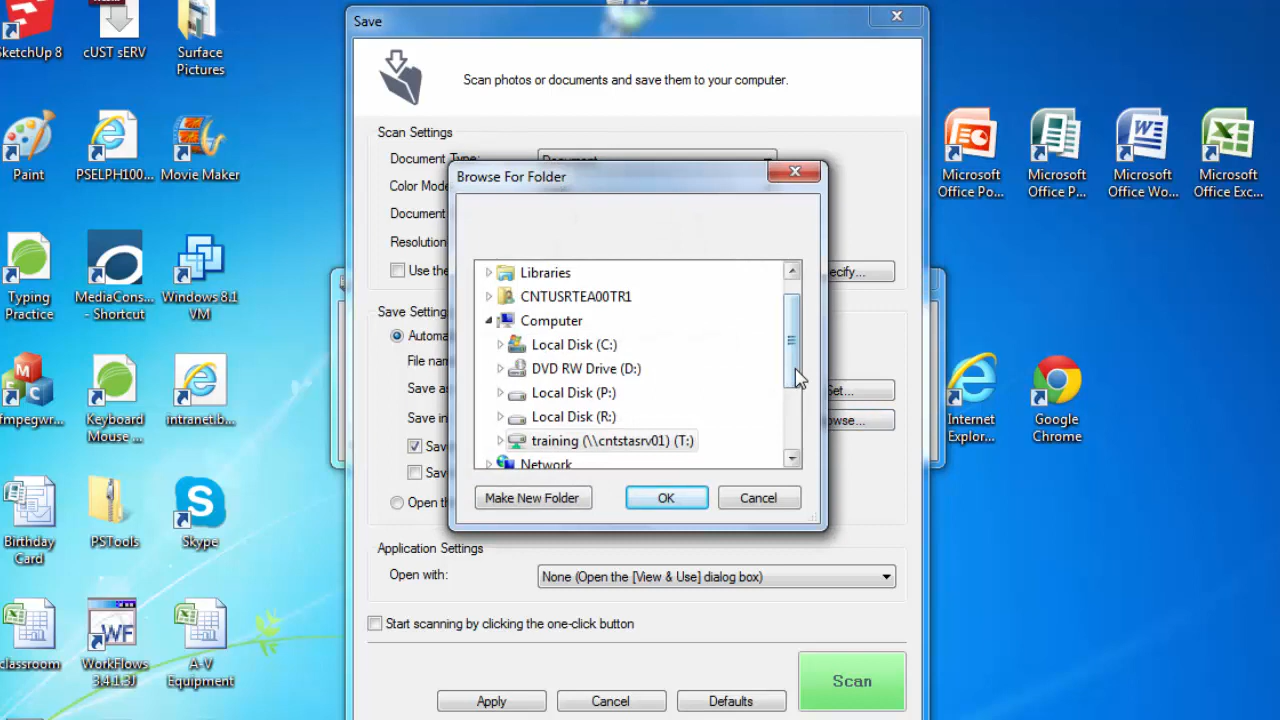 SketchUp 8
cUST sERV
Surface
Pictures
Paint
PSELPH100...
Movie Maker
Typing
Practice
MediaCons...
- Shortcut
Windows 8.1
VM
Keyboard
Mouse ...
intranet.b...
Birthday
Card
PSTools
Skype
classroom
WorkFlows
3.4.1.3J
A-V
Equipment
Save
Scan photos or documents and save them to your computer.
Scan Settings
Document Type:
Document
Color Mode
Document
Resolution
Use the
Save Setting
File name
Save as
Set...
Save in
Save
Save
Open th
Application Settings
Open with:
None (Open the [View & Use] dialog box)
Start scanning by clicking the one-click button
Apply
Cancel
Defaults
Scan
Browse For Folder
Libraries
CNTUSRTEA00TR1
Computer
Local Disk (C:)
DVD RW Drive (D:)
Local Disk (P:)
Local Disk (R:)
training (\\cntstasrv01) (T:)
Network
Make New Folder
OK
Cancel
Microsoft
Office Po...
Microsoft
Office P...
Microsoft
Office Wo...
Microsoft
Office Exc...
Internet
Explor...
Google
Chrome